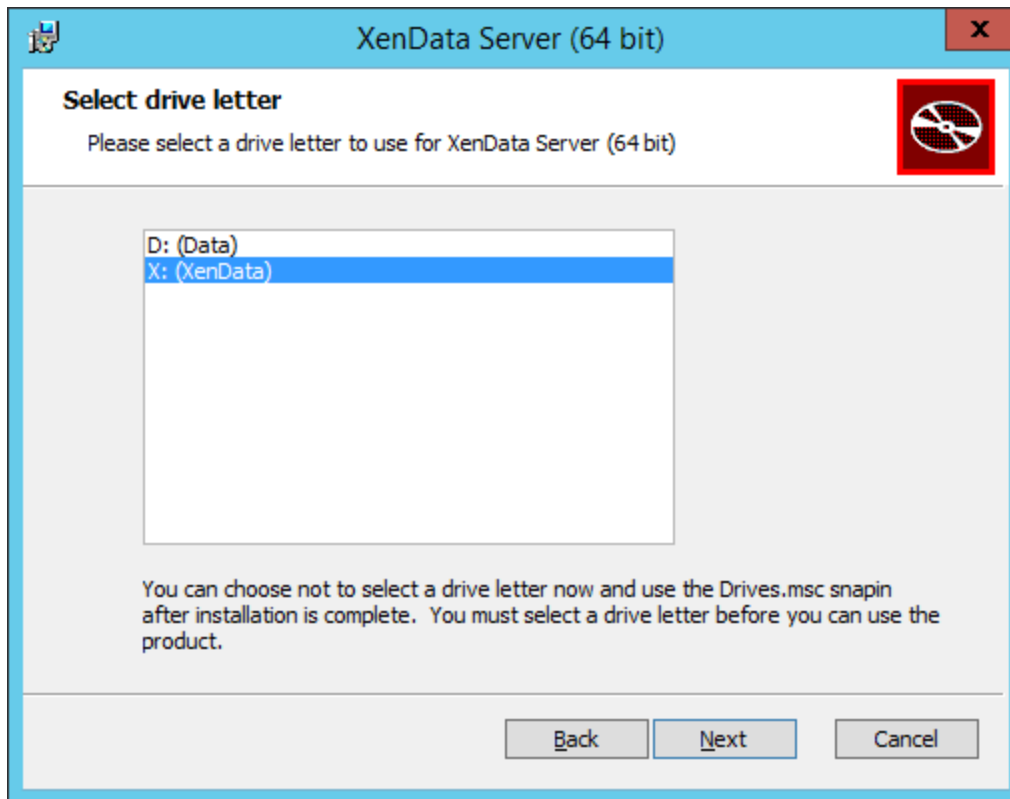 XenData Server (64 bit)
x
Select drive letter
Please select a drive letter to use for XenData Server (64 bit)
D: (Data)
X: (XenData)
You can choose not to select a drive letter now and use the Drives.msc snapin
after installation is complete.  You must select a drive letter before you can use the
product.
Back
Next
Cancel